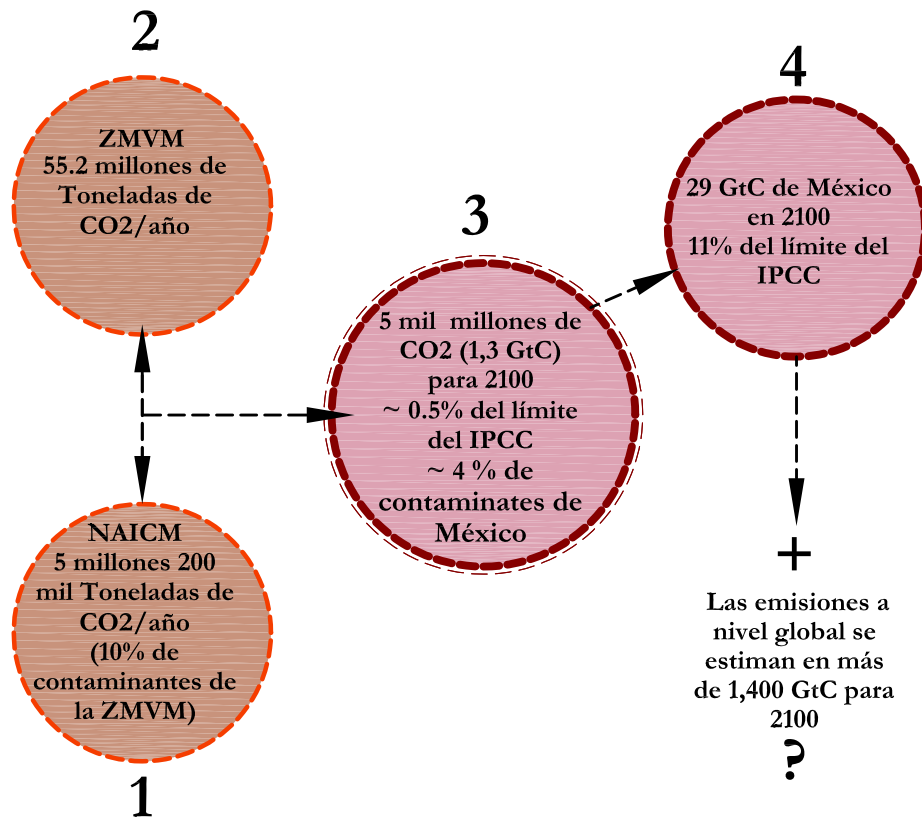 2
ZMVM
55.2 millones de
Toneladas de
CO2/año
NAICM
5 millones 200
mil Toneladas de
CO2/año
(10% de
contaminantes de
la ZMVM)
1
3
5 mil millones de
CO2 (1,3 GtC)
para 2100
~ 0.5% del límite
del IPCC
~ 4 % de
contaminates de
México
4
29 GtC de México
en 2100
11% del límite del
IPCC
+
Las emisiones a
nivel global se
estiman en más
de 1,400 GtC para
2100
?